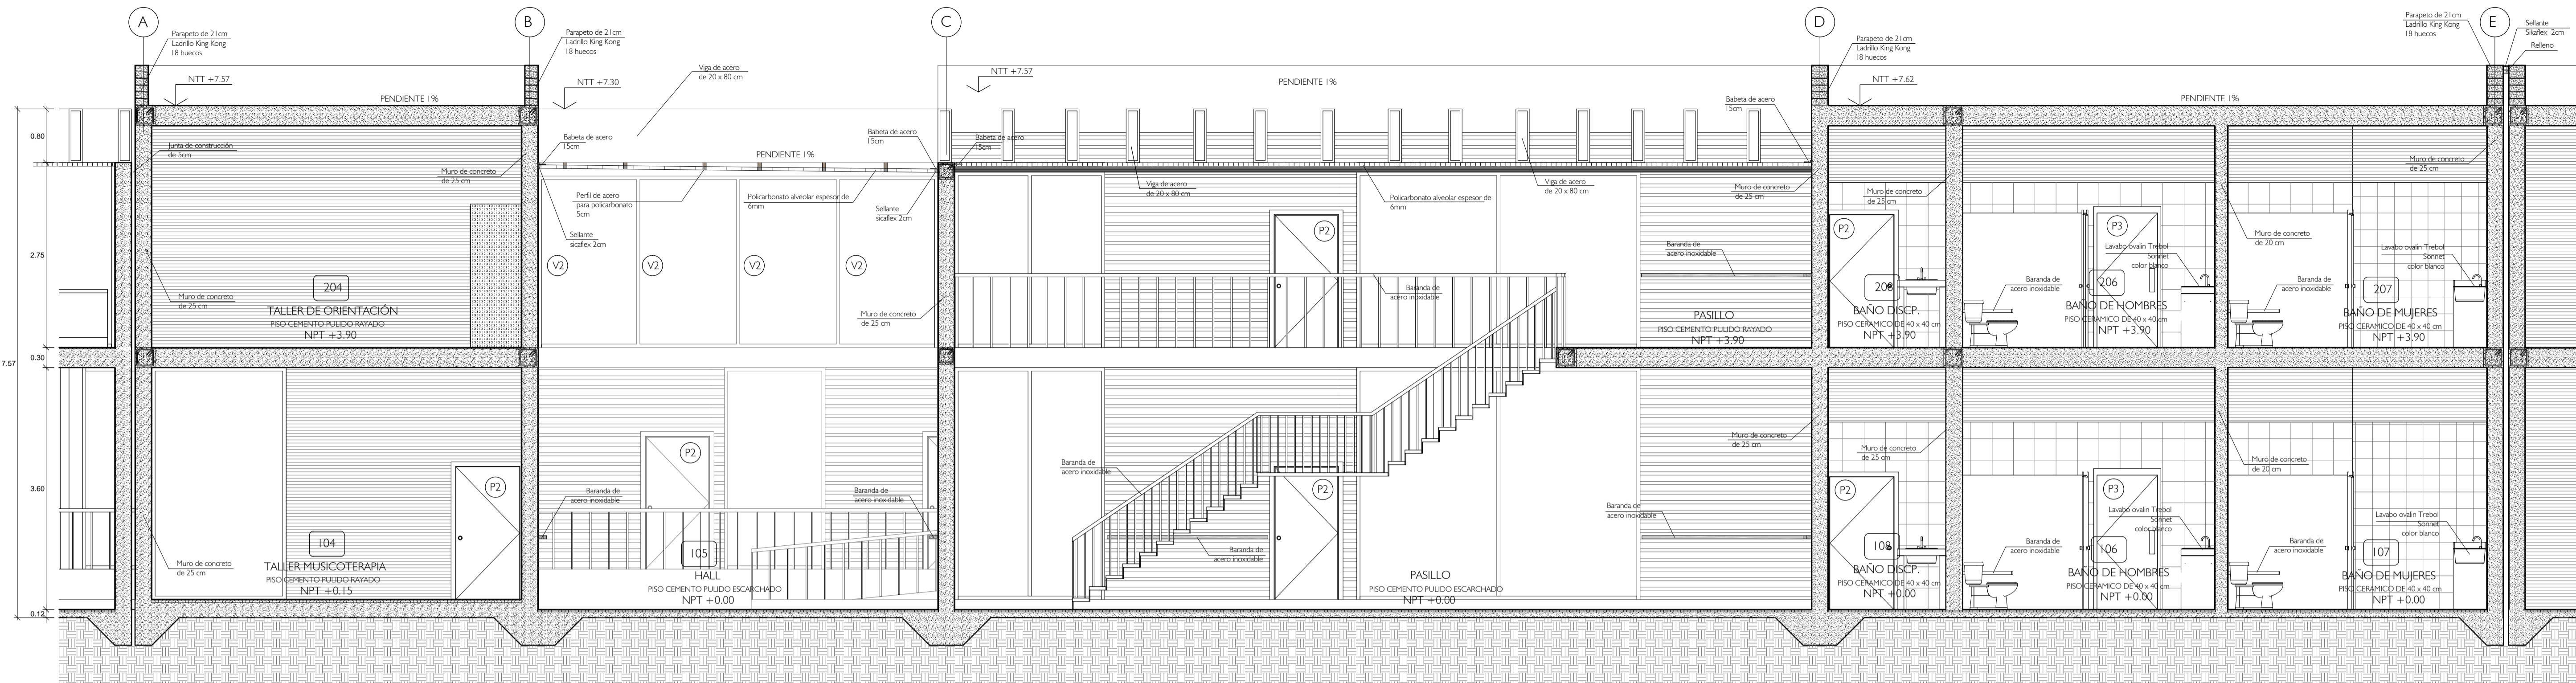 A
B
C
D
E
Parapeto de 21cm
Ladrillo King Kong
18 huecos
Parapeto de 21cm
Ladrillo King Kong
18 huecos
Parapeto de 21cm
Ladrillo King Kong
18 huecos
Parapeto de 21cm
Ladrillo King Kong
18 huecos
Sellante
Sikaflex 2cm
Relleno
NTT +7.57
PENDIENTE 1%
NTT +7.30
Viga de acero
de 20 x 80 cm
NTT +7.57
PENDIENTE 1%
NTT +7.62
PENDIENTE 1%
Babeta de acero
15cm
PENDIENTE 1%
Babeta de acero
15cm
Babeta de acero
15cm
Babeta de acero
15cm
0.80
2.75
0.30
7.57
3.60
0.12
Junta de construcción
de 5cm
Muro de concreto
de 25 cm
Muro de concreto
de 25 cm
204
TALLER DE ORIENTACIÓN
PISO CEMENTO PULIDO RAYADO
NPT +3.90
Perfil de acero
para policarbonato
5cm
Policarbonato alveolar espesor de
6mm
Sellante
sicaflex 2cm
Sellante
sicaflex 2cm
V2
V2
V2
V2
Muro de concreto
de 25 cm
Viga de acero
de 20 x 80 cm
Policarbonato alveolar espesor de
6mm
Viga de acero
de 20 x 80 cm
Muro de concreto
de 25 cm
P2
Baranda de
acero inoxidable
Baranda de
acero inoxidable
PASILLO
PISO CEMENTO PULIDO RAYADO
NPT +3.90
P2
Muro de concreto
de 25 cm
208
BAÑO DISCP.
PISO CERAMICO DE 40 x 40 cm
NPT +3.90
Baranda de
acero inoxidable
P3
Lavabo ovalin Trebol
Sonnet
color blanco
206
BAÑO DE HOMBRES
PISO CERAMICO DE 40 x 40 cm
NPT +3.90
Muro de concreto
de 20 cm
Baranda de
acero inoxidable
Muro de concreto
de 25 cm
Lavabo ovalin Trebol
Sonnet
color blanco
207
BAÑO DE MUJERES
PISO CERAMICO DE 40 x 40 cm
NPT +3.90
Muro de concreto
de 25 cm
104
TALLER MUSICOTERAPIA
PISO CEMENTO PULIDO RAYADO
NPT +0.15
P2
Baranda de
acero inoxidable
P2
Baranda de
acero inoxidable
105
HALL
PISO CEMENTO PULIDO ESCARCHADO
NPT +0.00
Baranda de
acero inoxidable
Baranda de
acero inoxidable
P2
PASILLO
PISO CEMENTO PULIDO ESCARCHADO
NPT +0.00
Baranda de
acero inoxidable
Muro de concreto
de 25 cm
P2
Muro de concreto
de 25 cm
108
BAÑO DISCP.
PISO CERAMICO DE 40 x 40 cm
NPT +0.00
Baranda de
acero inoxidable
P3
Lavabo ovalin Trebol
Sonnet
color blanco
106
BAÑO DE HOMBRES
PISO CERAMICO DE 40 x 40 cm
NPT +0.00
Muro de concreto
de 20 cm
Baranda de
acero inoxidable
Lavabo ovalin Trebol
Sonnet
color blanco
107
BAÑO DE MUJERES
PISO CERAMICO DE 40 x 40 cm
NPT +0.00